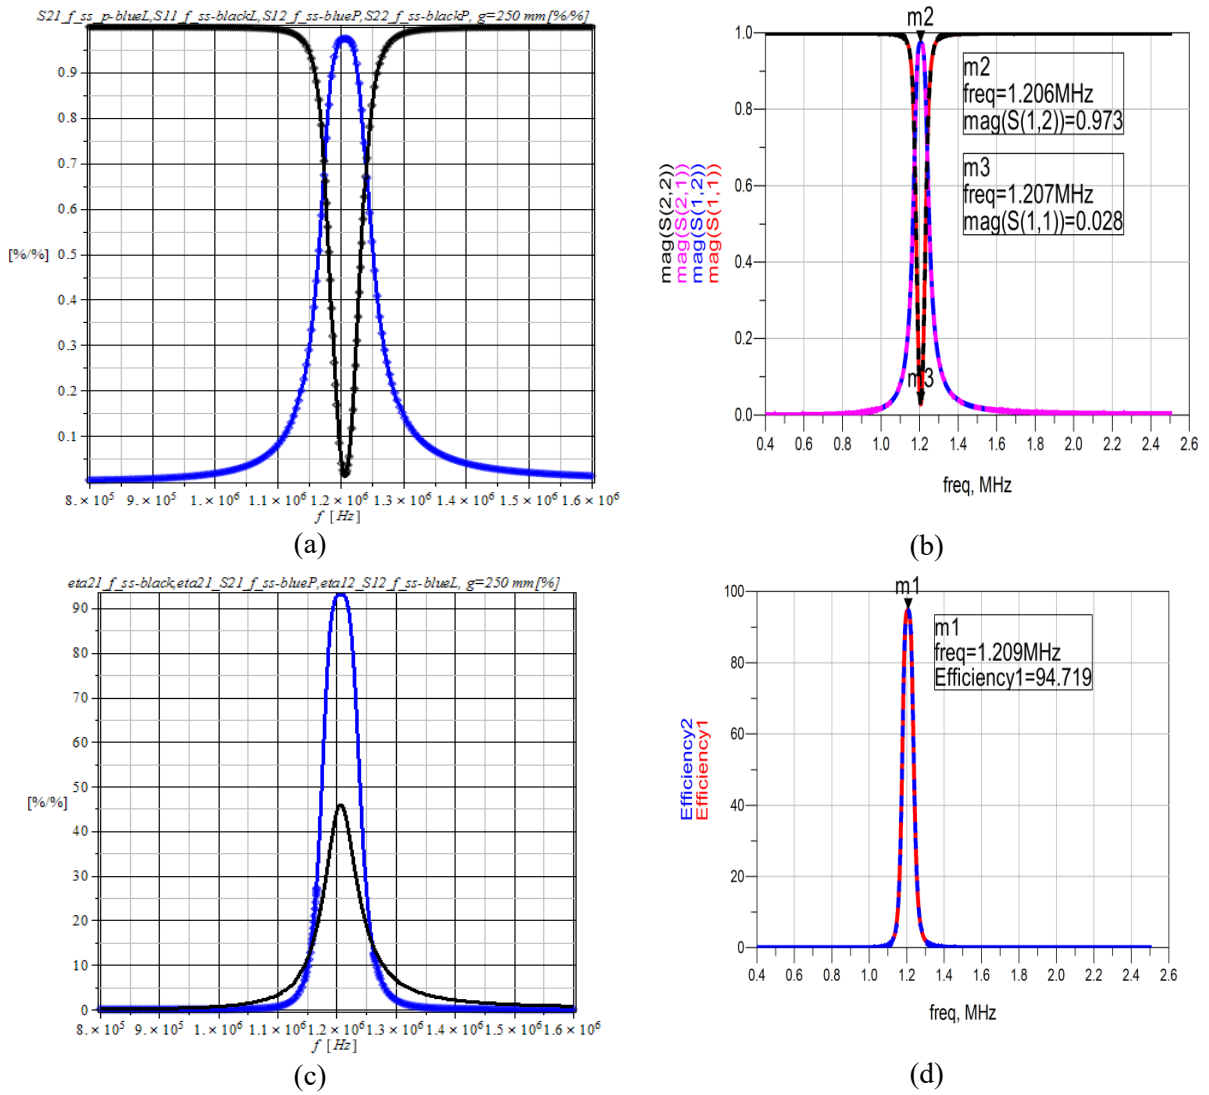 S21_f_ss_p-blueL,S11_f_ss-blackL,S12_f_ss-blueP,S22_f_ss-blackP, g=250 mm[%/%]
0.9
0.8
0.7
0.6
[%/%] 0.5
0.4
0.3
0.2
0.1
8. × 10⁵ 9. × 10⁵ 1. × 10⁶ 1.1 × 10⁶ 1.2 × 10⁶ 1.3 × 10⁶ 1.4 × 10⁶ 1.5 × 10⁶ 1.6 × 10⁶
f [Hz]
(a)
m2
1.0
0.8
0.6
0.4
0.2
0.0
m2
freq=1.206MHz
mag(S(1,2))=0.973
m3
freq=1.207MHz
mag(S(1,1))=0.028
m3
mag(S(2,2))
mag(S(2,1))
mag(S(1,2))
mag(S(1,1))
0.4 0.6 0.8 1.0 1.2 1.4 1.6 1.8 2.0 2.2 2.4 2.6
freq, MHz
(b)
eta21_f_ss-black,eta21_S21_f_ss-blueP,eta12_S12_f_ss-blueL, g=250 mm[%]
90
80
70
60
50
[%/%]
40
30
20
10
0
8. × 10⁵ 9. × 10⁵ 1. × 10⁶ 1.1 × 10⁶ 1.2 × 10⁶ 1.3 × 10⁶ 1.4 × 10⁶ 1.5 × 10⁶ 1.6 × 10⁶
f [Hz]
(c)
m1
100
80
60
40
20
0
m1
freq=1.209MHz
Efficiency1=94.719
Efficiency2
Efficiency1
0.4 0.6 0.8 1.0 1.2 1.4 1.6 1.8 2.0 2.2 2.4 2.6
freq, MHz
(d)